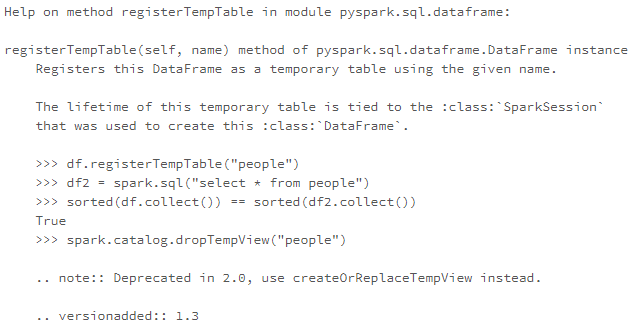 Help on method registerTempTable in module pyspark.sql.dataframe:
registerTempTable(self, name) method of pyspark.sql.dataframe.DataFrame instance
Registers this DataFrame as a temporary table using the given name.
The lifetime of this temporary table is tied to the :class:`SparkSession`
that was used to create this :class:`DataFrame`.
>>> df.registerTempTable("people")
>>> df2 = spark.sql("select * from people")
>>> sorted(df.collect()) == sorted(df2.collect())
True
>>> spark.catalog.dropTempView("people")
.. note:: Deprecated in 2.0, use createOrReplaceTempView instead.
.. versionadded:: 1.3